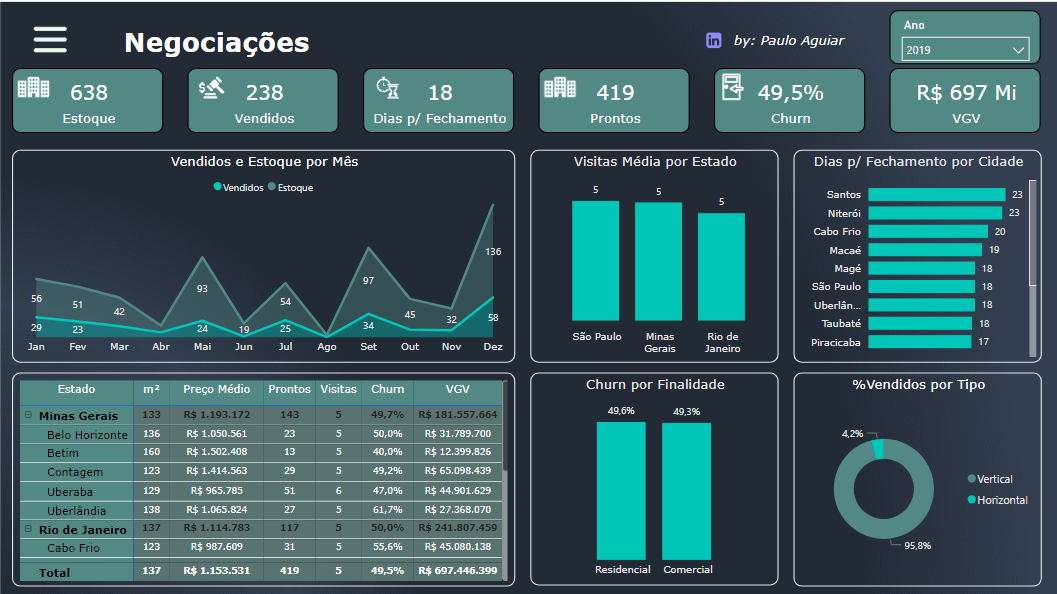 Negociações
in by: Paulo Aguiar
Ano
2019
638
Estoque
238
Vendidos
18
Dias p/ Fechamento
419
Prontos
49,5%
Churn
R$ 697 Mi
VGV
Vendidos e Estoque por Mês
Vendidos Estoque
136
93
97
56
51
54
42
45
29
23
24
19
25
34
32
58
Jan Fev Mar Abr Mai Jun Jul Ago Set Out Nov Dez
Visitas Média por Estado
5 5 5
São Paulo Minas Gerais Rio de Janeiro
Dias p/ Fechamento por Cidade
Santos 23
Niterói 23
Cabo Frio 20
Macaé 19
Magé 18
São Paulo 18
Uberlân... 18
Taubaté 18
Piracicaba 17
Estado m² Preço Médio Prontos Visitas Churn VGV
Minas Gerais 133 R$ 1.193.172 143 5 49,7% R$ 181.557.664
Belo Horizonte 136 R$ 1.050.561 23 5 50,0% R$ 31.789.700
Betim 160 R$ 1.502.408 13 5 40,0% R$ 12.399.826
Contagem 123 R$ 1.414.563 29 5 49,2% R$ 65.098.439
Uberaba 129 R$ 965.785 51 6 47,0% R$ 44.901.629
Uberlândia 138 R$ 1.065.824 27 5 61,7% R$ 27.368.070
Rio de Janeiro 137 R$ 1.114.783 117 5 50,0% R$ 241.807.459
Cabo Frio 123 R$ 987.609 31 5 55,6% R$ 45.080.138
Total 137 R$ 1.153.531 419 5 49,5% R$ 697.446.399
Churn por Finalidade
49,6% 49,3%
Residencial Comercial
%Vendidos por Tipo
4,2%
95,8%
Vertical
Horizontal